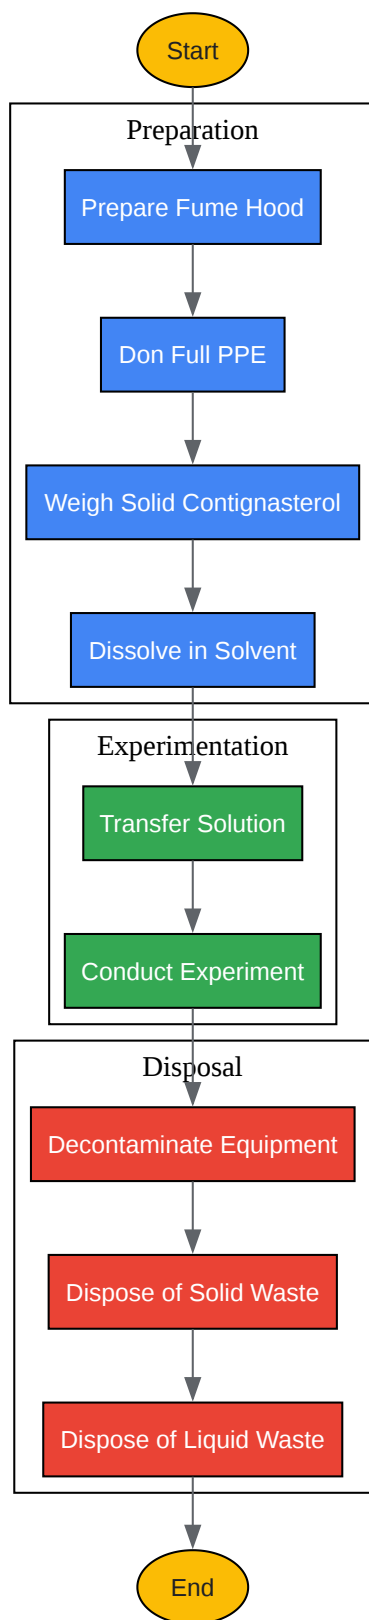 Start
Preparation
Prepare Fume Hood
Don Full PPE
Weigh Solid Contignasterol
Dissolve in Solvent
Experimentation
Transfer Solution
Conduct Experiment
Disposal
Decontaminate Equipment
Dispose of Solid Waste
Dispose of Liquid Waste
End